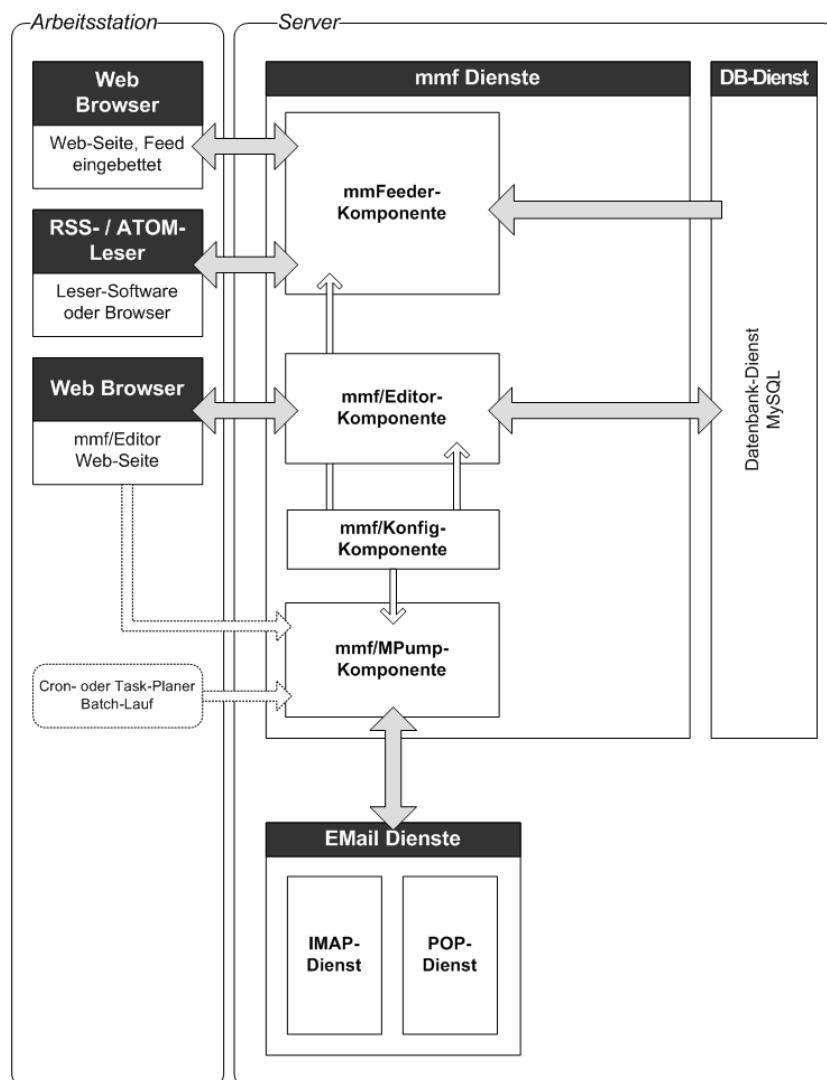 Arbeitsstation
Server
Web
Browser
Web-Seite, Feed
eingebettet
RSS- / ATOM-
Leser
Leser-Software
oder Browser
Web Browser
mmf/Editor
Web-Seite
Cron- oder Task-Planer
Batch-Lauf
mmf Dienste
mmFeeder-
Komponente
mmf/Editor-
Komponente
mmf/Konfig-
Komponente
mmf/MPump-
Komponente
DB-Dienst
Datenbank-Dienst
MySQL
EMail Dienste
IMAP-
Dienst
POP-
Dienst